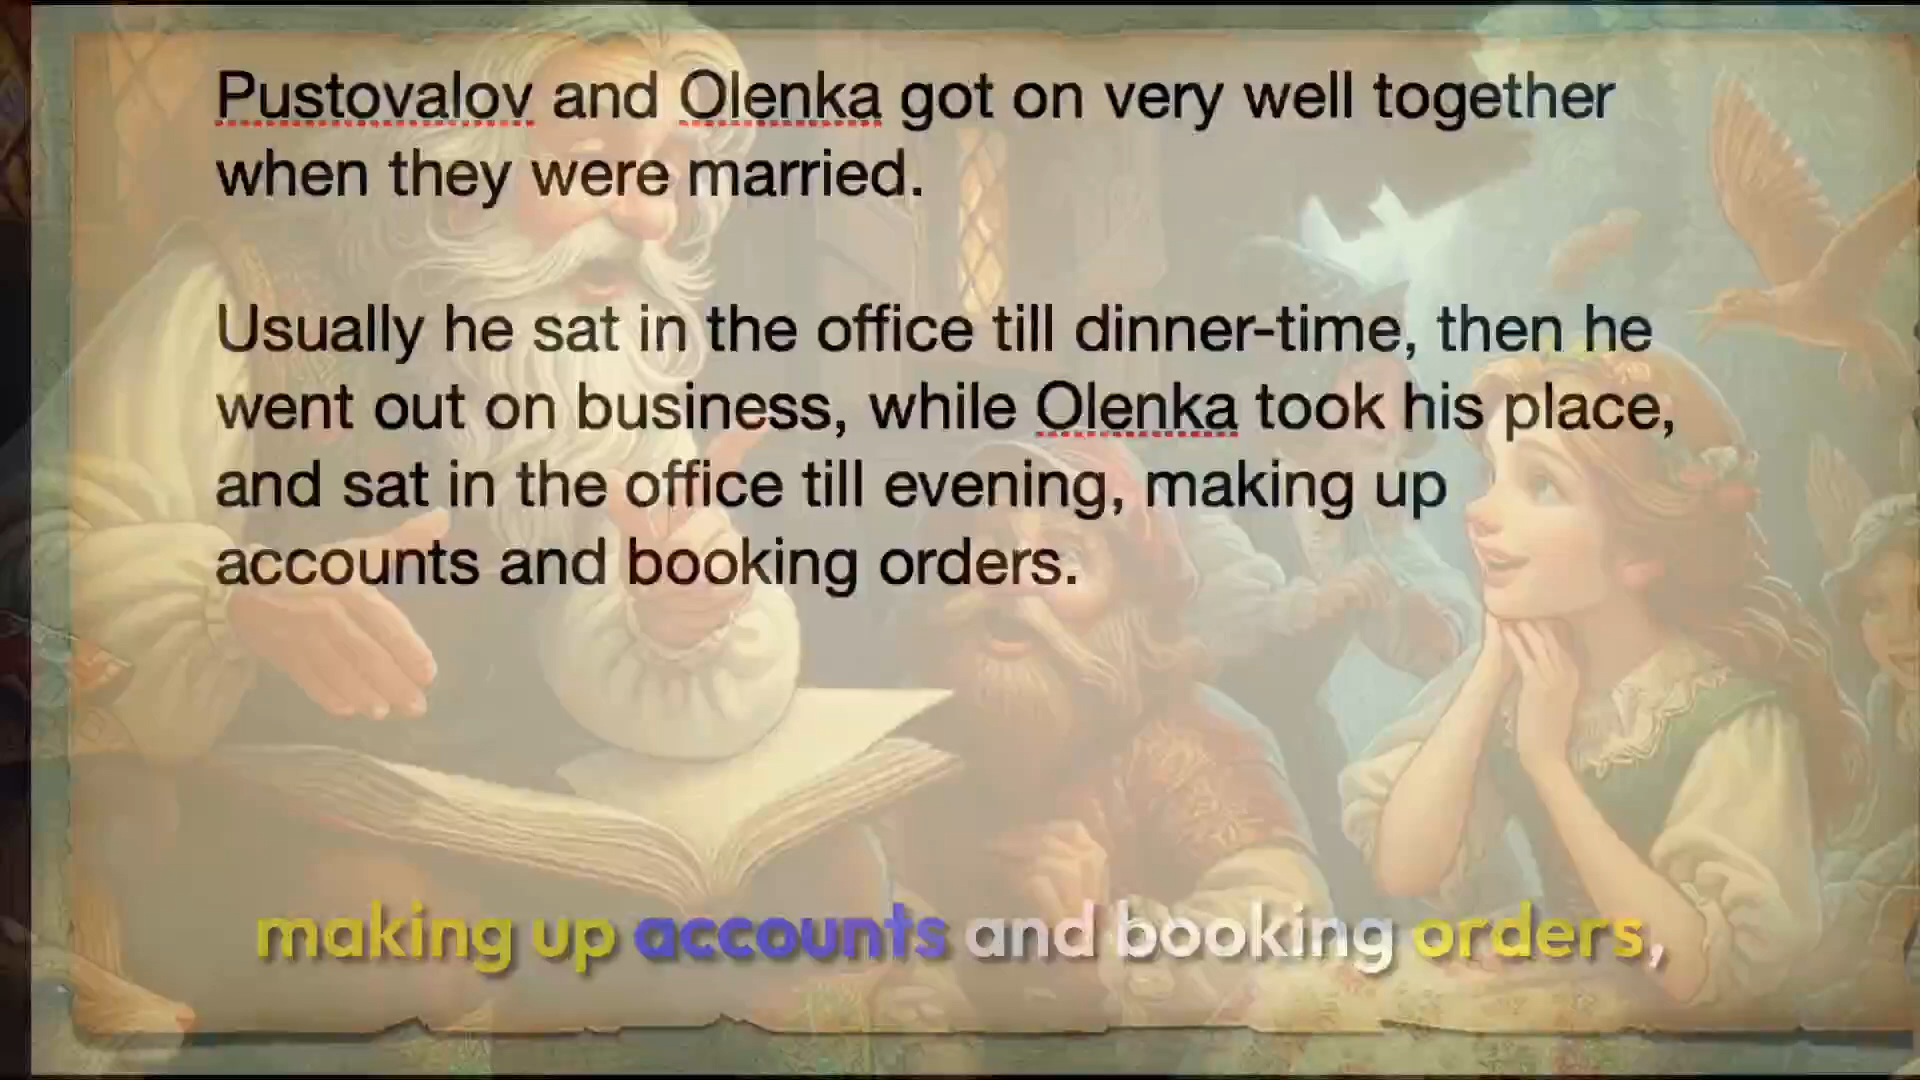 Pustovalov and Olenka got on very well together
when they were married.
Usually he sat in the office till dinner-time, then he
went out on business, while Olenka took his place,
and sat in the office till evening, making up
accounts and booking orders.
making up accounts and booking orders,